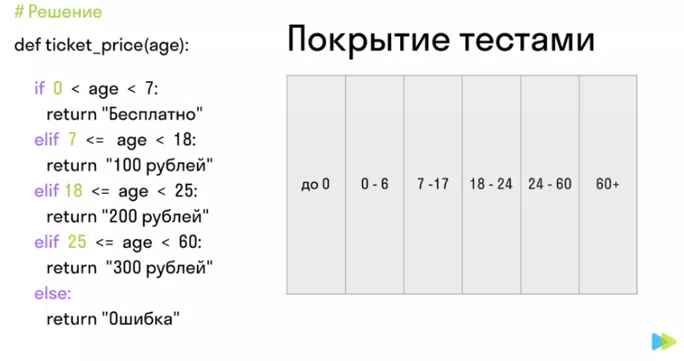 # Решение
def ticket_price(age):
if 0 < age < 7:
return "Бесплатно"
elif 7 <= age < 18:
return "100 рублей"
elif 18 <= age < 25:
return "200 рублей"
elif 25 <= age < 60:
return "300 рублей"
else:
return "Ошибка"
Покрытие тестами
до 0 0 - 6 7 -17 18 - 24 24 - 60 60+